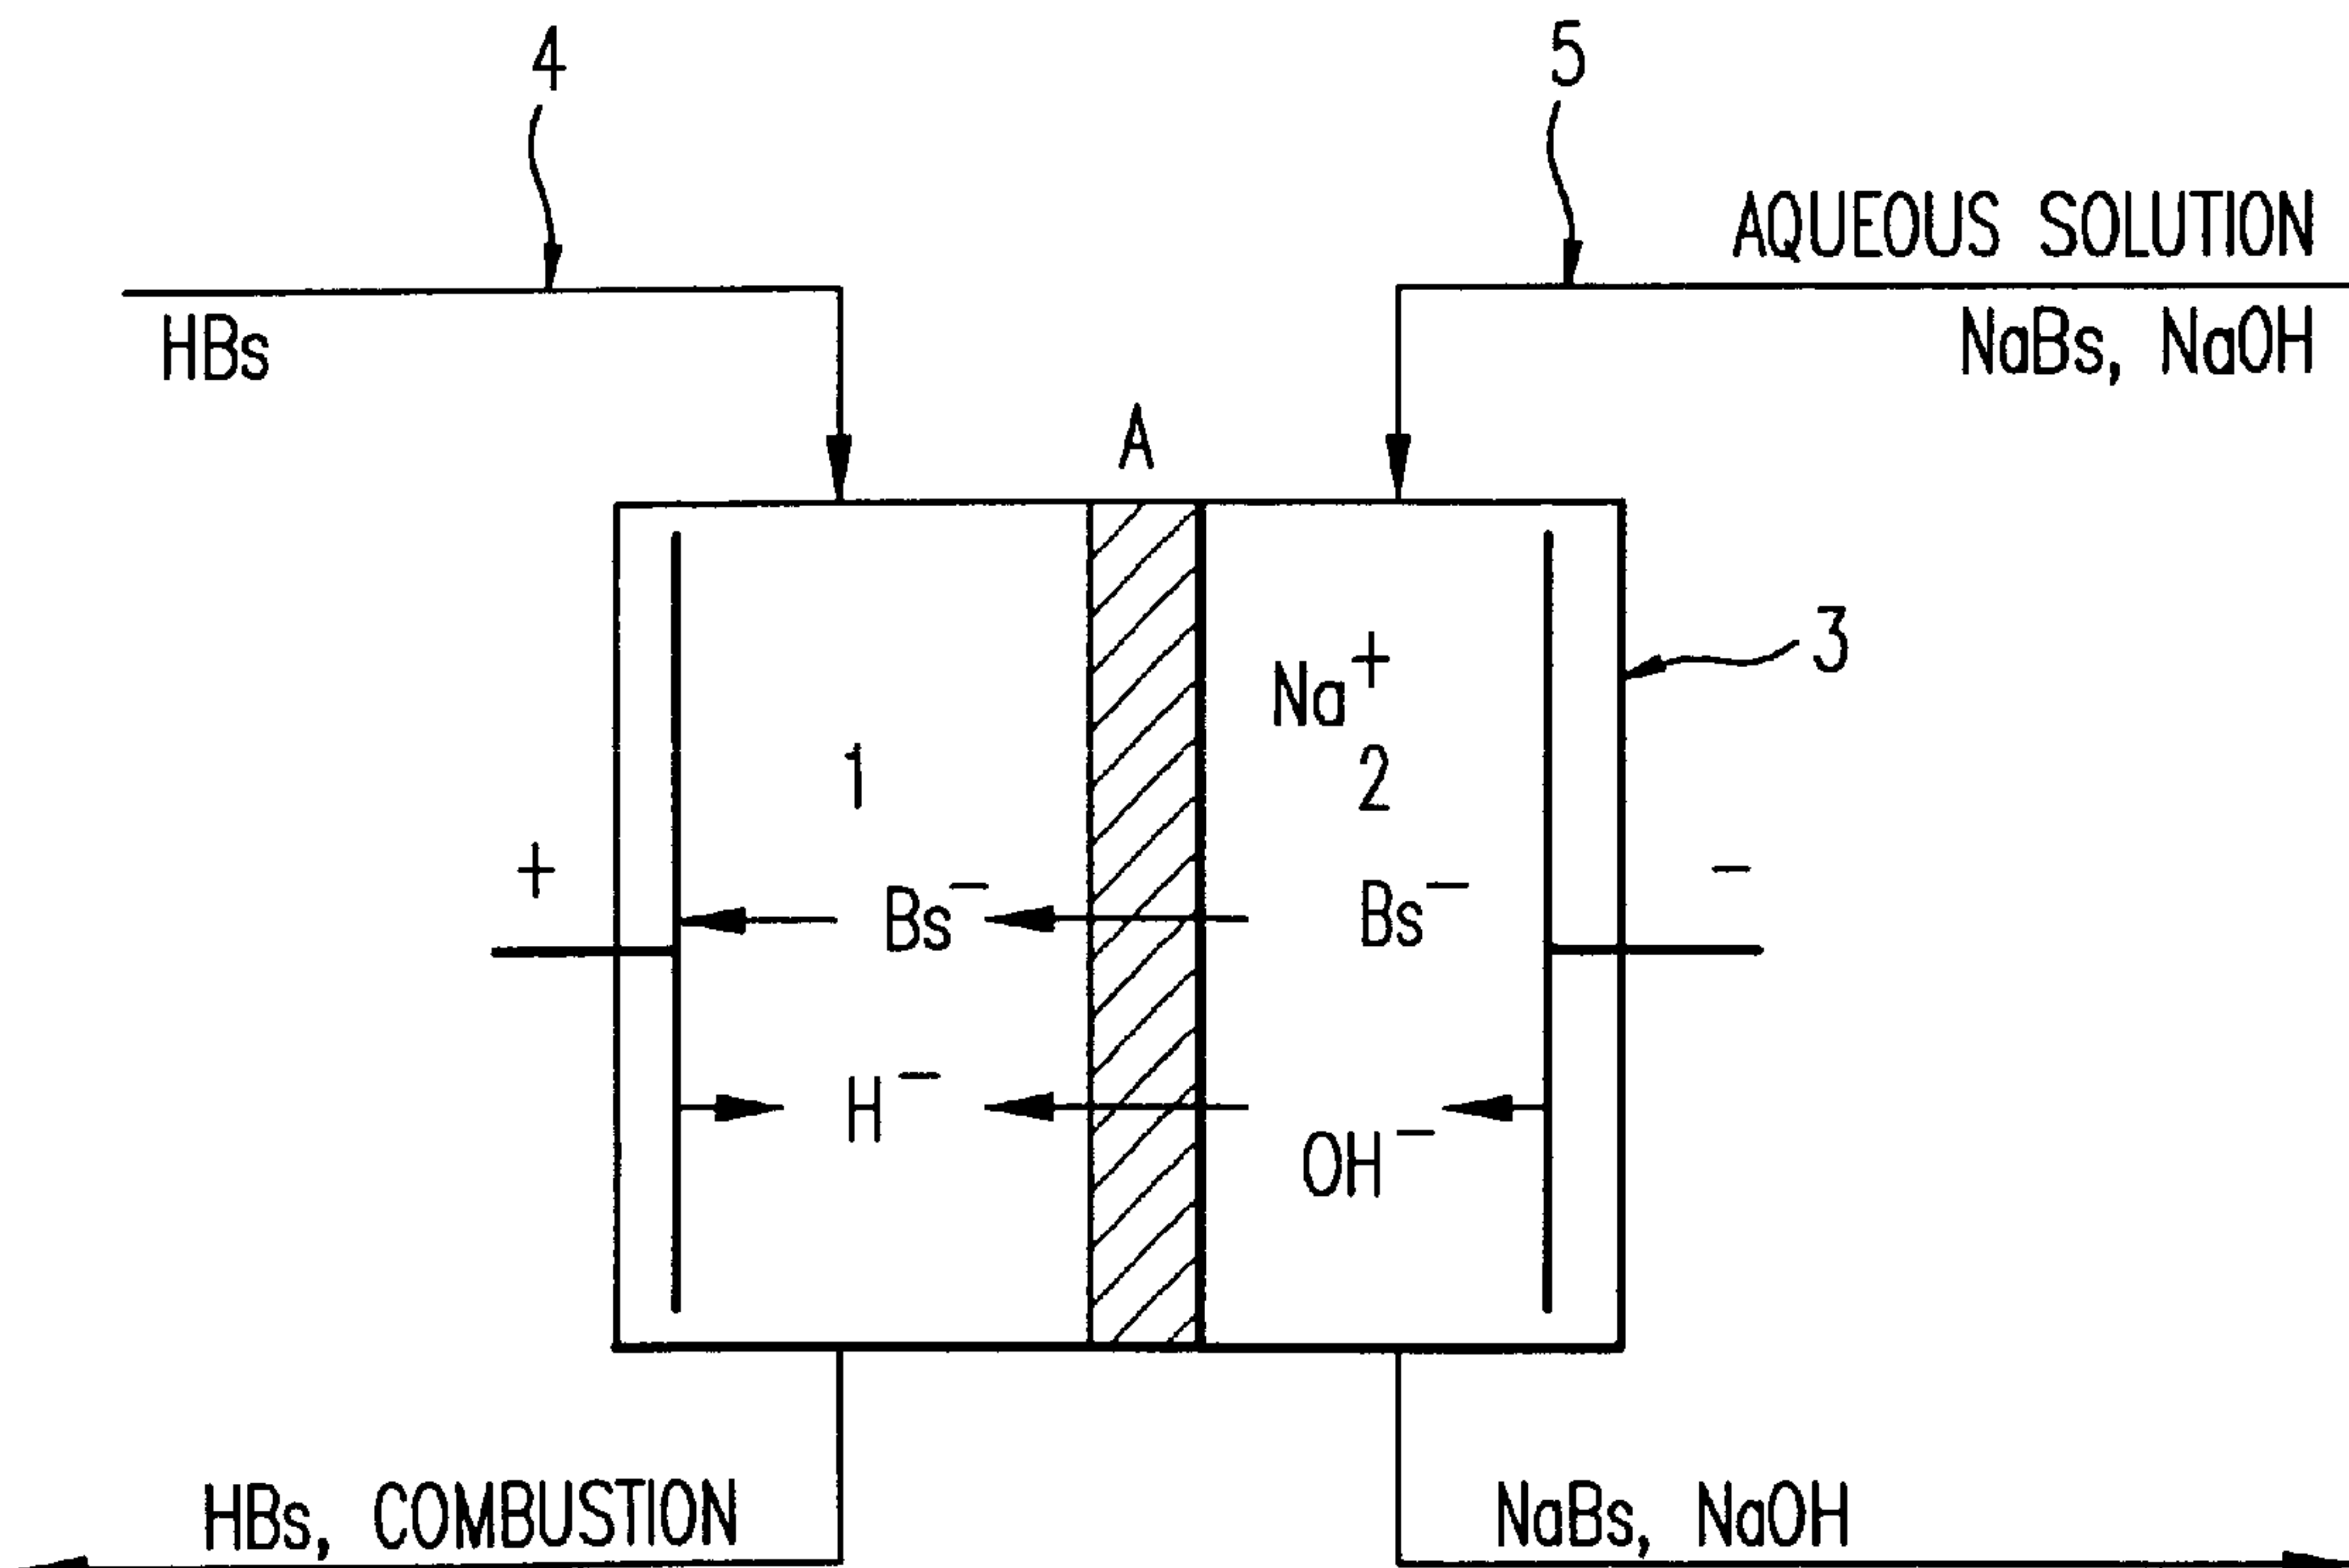 4
5
AQUEOUS SOLUTION
HBs
NaBs, NaOH
A
3
Na+
1
2
+
-
Bs-
Bs-
H-
OH-
HBs, COMBUSTION
NaBs, NaOH